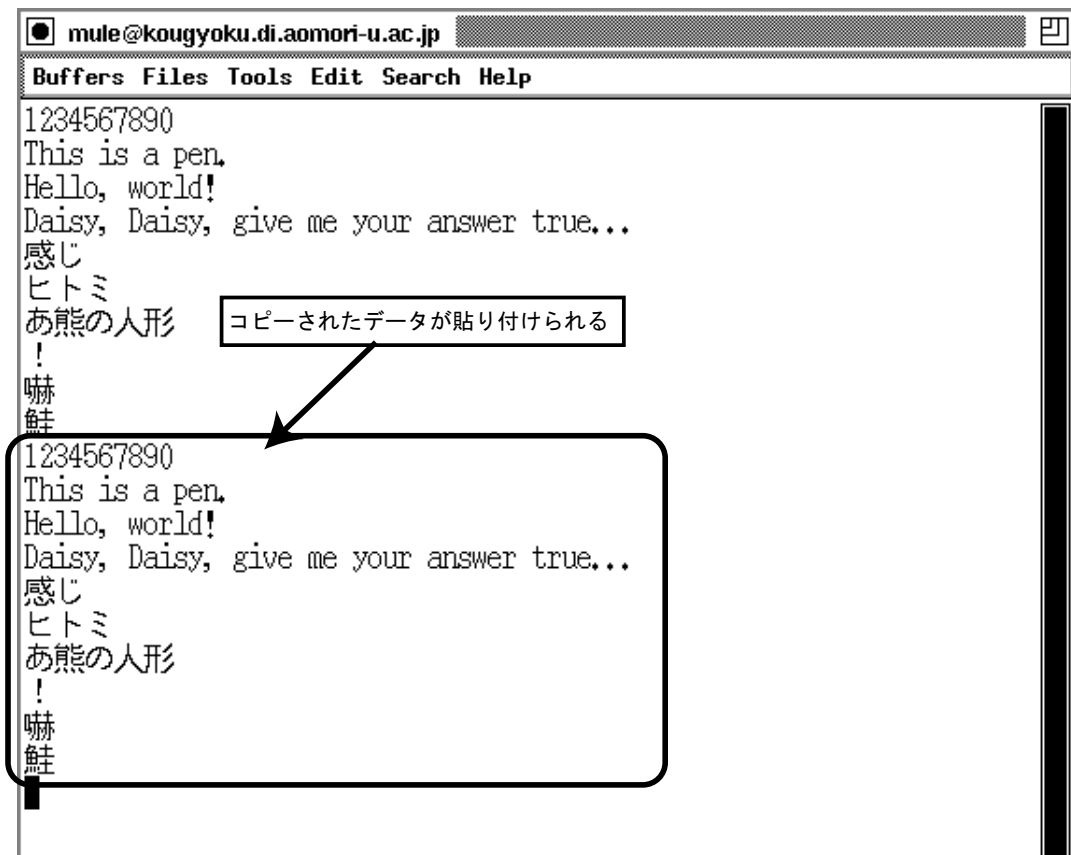 mule@kougyoku.di.aomori-u.ac.jp
Buffers Files Tools Edit Search Help
1234567890
This is a pen.
Hello, world!
Daisy, Daisy, give me your answer true...
感じ
ヒトミ
あ熊の人形
コピーされたデータが貼り付けられる
！
嚇
鮭
1234567890
This is a pen.
Hello, world!
Daisy, Daisy, give me your answer true...
感じ
ヒトミ
あ熊の人形
！
嚇
鮭